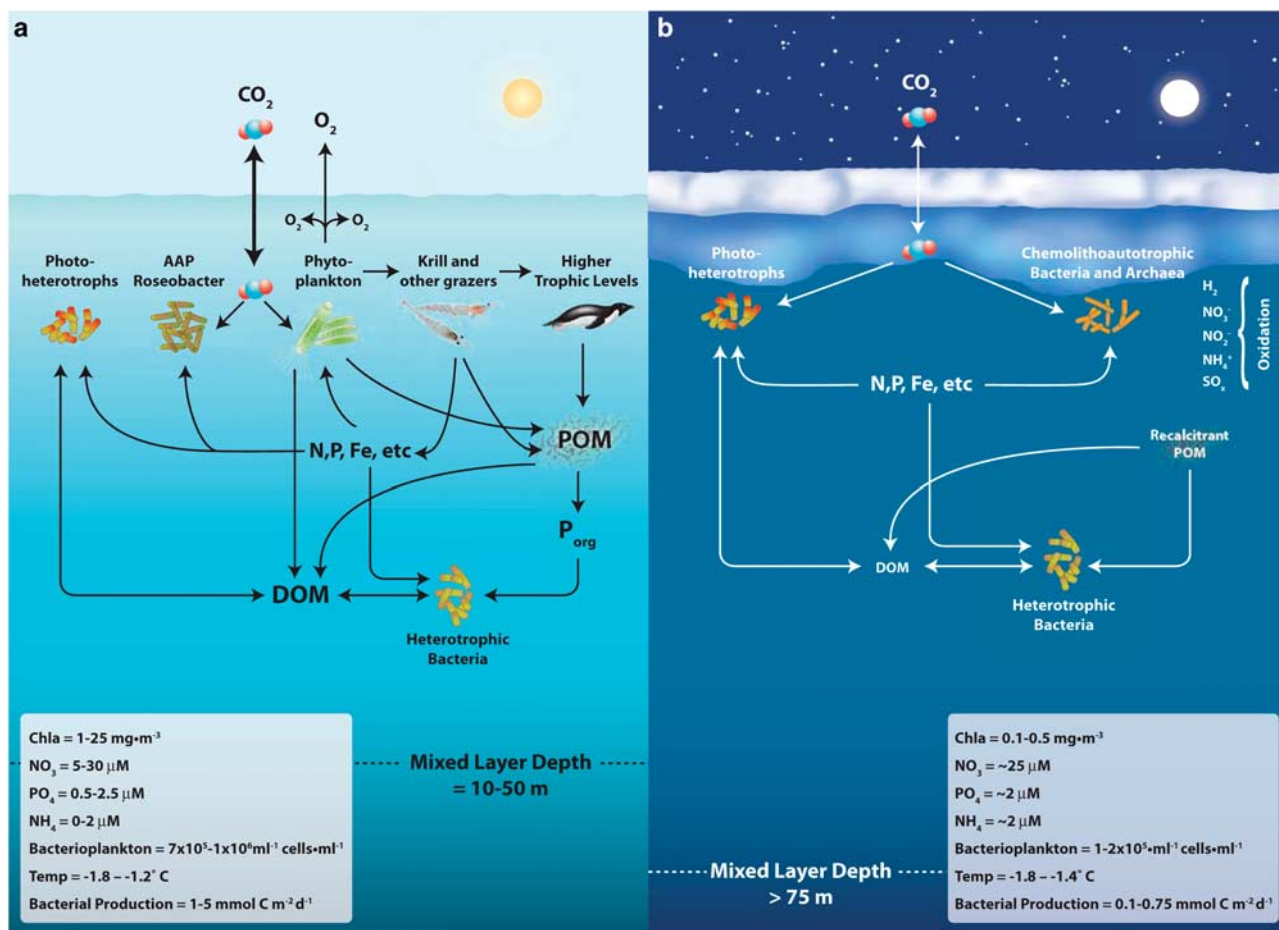 a
CO₂
O₂
O₂ O₂
Photo-
heterotrophs
AAP
Roseobacter
Phyto-
plankton
Krill and
other grazers
Higher
Trophic Levels
N,P, Fe, etc
POM
P org
DOM
Heterotrophic
Bacteria
Chla = 1-25 mg•m⁻³
NO₃ = 5-30 μM
PO₄ = 0.5-2.5 μM
NH₄ = 0-2 μM
Bacterioplankton = 7x10⁵-1x10⁶ml⁻¹ cells•ml⁻¹
Temp = -1.8 – -1.2° C
Bacterial Production = 1-5 mmol C m⁻² d⁻¹
Mixed Layer Depth
= 10-50 m
b
CO₂
Photo-
heterotrophs
Chemolithoautotrophic
Bacteria and Archaea
H₂
NO₃⁻
NO₂⁻
NH₄⁺
SOₓ
Oxidation
N,P, Fe, etc
Recalcitrant
POM
DOM
Heterotrophic
Bacteria
Mixed Layer Depth
> 75 m
Chla = 0.1-0.5 mg•m⁻³
NO₃ = ~25 μM
PO₄ = ~2 μM
NH₄ = ~2 μM
Bacterioplankton = 1-2x10⁵•ml⁻¹ cells•ml⁻¹
Temp = -1.8 – -1.4° C
Bacterial Production = 0.1-0.75 mmol C m⁻² d⁻¹